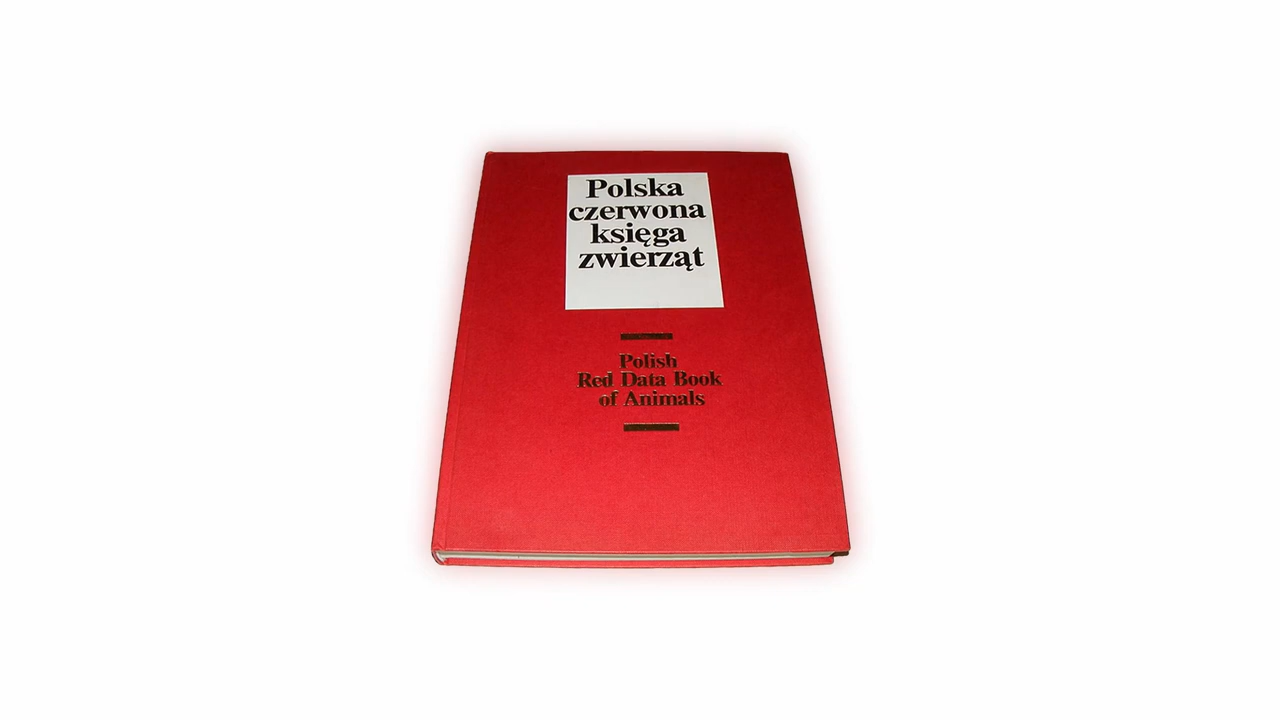 Polska
czerwona
księga
zwierząt
Polish
Red Data Book
of Animals